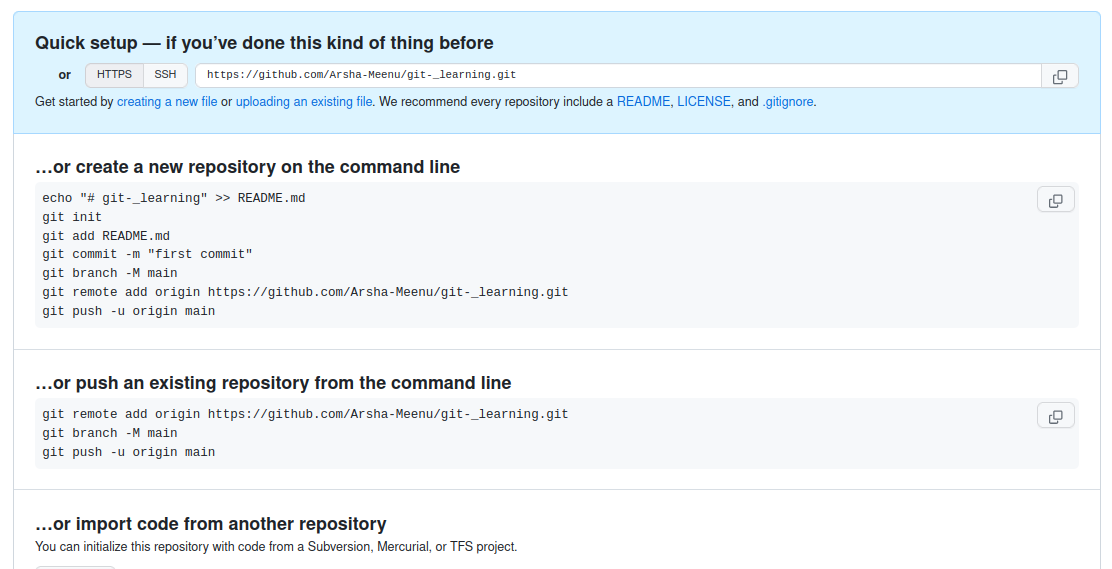 Quick setup — if you’ve done this kind of thing before
or HTTPS SSH https://github.com/Arsha-Meenu/git-_learning.git
Get started by creating a new file or uploading an existing file. We recommend every repository include a README, LICENSE, and .gitignore.
…or create a new repository on the command line
echo "# git-_learning" >> README.md
git init
git add README.md
git commit -m "first commit"
git branch -M main
git remote add origin https://github.com/Arsha-Meenu/git-_learning.git
git push -u origin main
…or push an existing repository from the command line
git remote add origin https://github.com/Arsha-Meenu/git-_learning.git
git branch -M main
git push -u origin main
…or import code from another repository
You can initialize this repository with code from a Subversion, Mercurial, or TFS project.